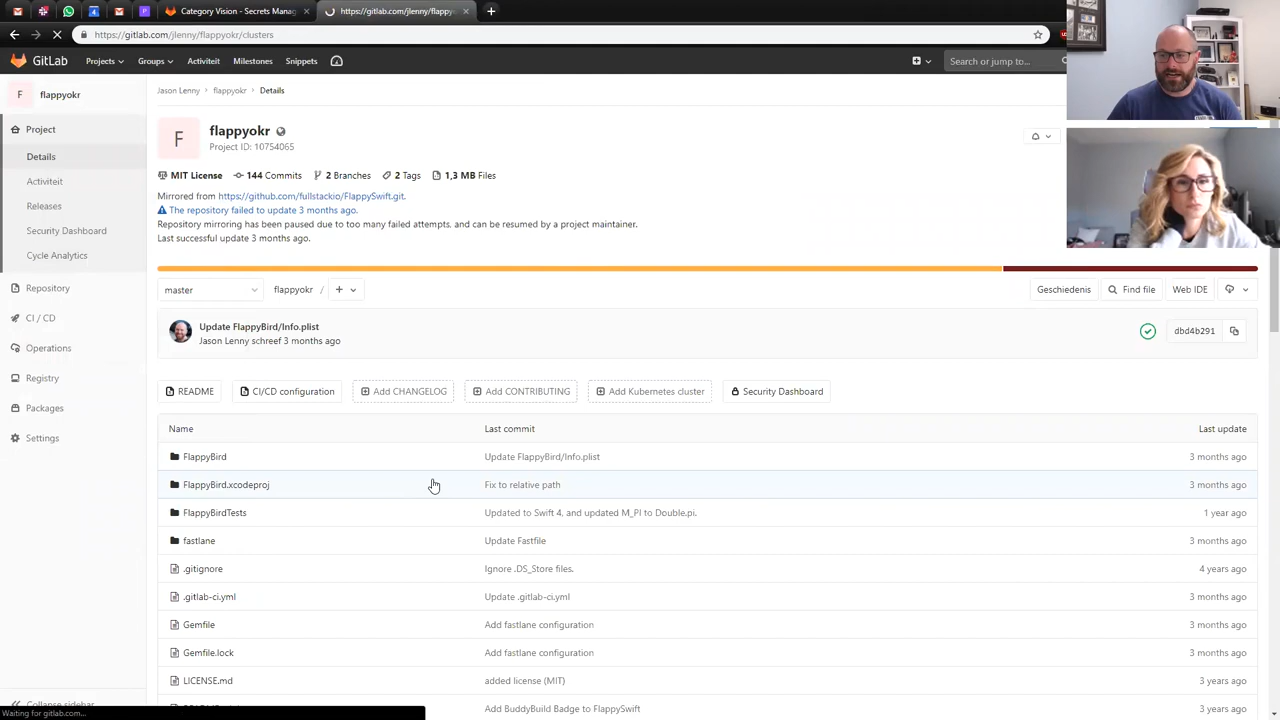 Category Vision - Secrets Manag
https://gitlab.com/jlenny/flappy
https://gitlab.com/jlenny/flappyokr/clusters
GitLab
Projects
Groups
Activiteit
Milestones
Snippets
Search or jump to...
F
flappyokr
Project
Details
Activiteit
Releases
Security Dashboard
Cycle Analytics
Repository
CI / CD
Operations
Registry
Packages
Settings
Collapse sidebar
Jason Lenny > flappyokr > Details
F
flappyokr
Project ID: 10754065
MIT License 144 Commits 2 Branches 2 Tags 1,3 MB Files
Mirrored from https://github.com/fullstackio/FlappySwift.git.
The repository failed to update 3 months ago.
Repository mirroring has been paused due to too many failed attempts, and can be resumed by a project maintainer.
Last successful update 3 months ago.
master flappyokr / + Geschiedenis Find file Web IDE
Update FlappyBird/Info.plist
Jason Lenny schreef 3 months ago
dbd4b291
README CI/CD configuration Add CHANGELOG Add CONTRIBUTING Add Kubernetes cluster Security Dashboard
Name Last commit Last update
FlappyBird Update FlappyBird/Info.plist 3 months ago
FlappyBird.xcodeproj Fix to relative path 3 months ago
FlappyBirdTests Updated to Swift 4, and updated M_PI to Double.pi. 1 year ago
fastlane Update Fastfile 3 months ago
.gitignore Ignore .DS_Store files. 4 years ago
.gitlab-ci.yml Update .gitlab-ci.yml 3 months ago
Gemfile Add fastlane configuration 3 months ago
Gemfile.lock Add fastlane configuration 3 months ago
LICENSE.md added license (MIT) 3 years ago
Add BuddyBuild Badge to FlappySwift 3 years ago
Waiting for gitlab.com...